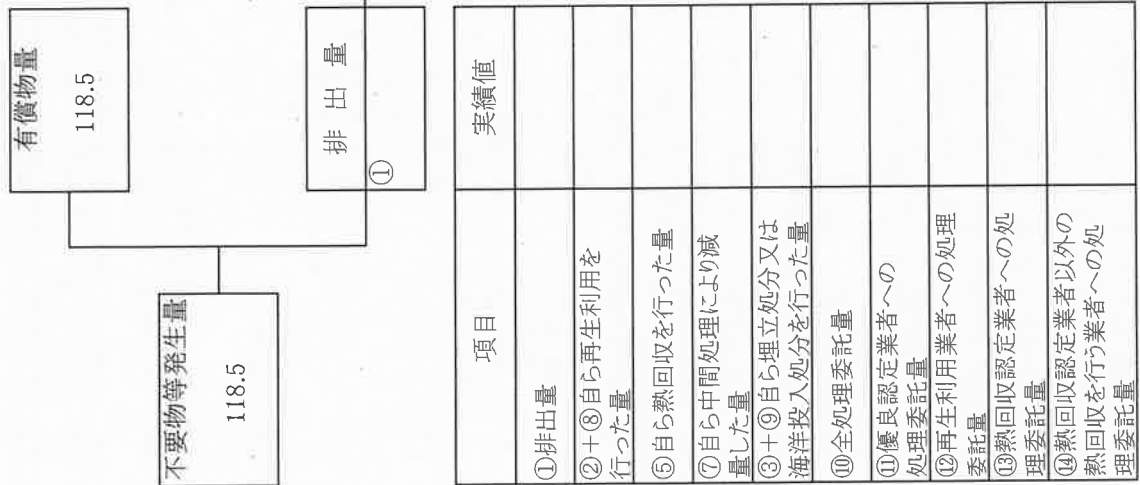 有償物量
118.5
不要物等発生量
118.5
排出量
①
項目
実績値
①排出量
②+⑧自ら再生利用を
行った量
⑤自ら熱回収を行った量
⑦自ら中間処理により減
量した量
③+⑨自ら埋立処分又は
海洋投入処分を行った量
⑩全処理委託量
⑪優良認定業者への
処理委託量
⑫再生利用業者への処理
委託量
⑬熱回収認定業者への処
理委託量
⑭熱回収認定業者以外の
熱回収を行う業者への処
理委託量